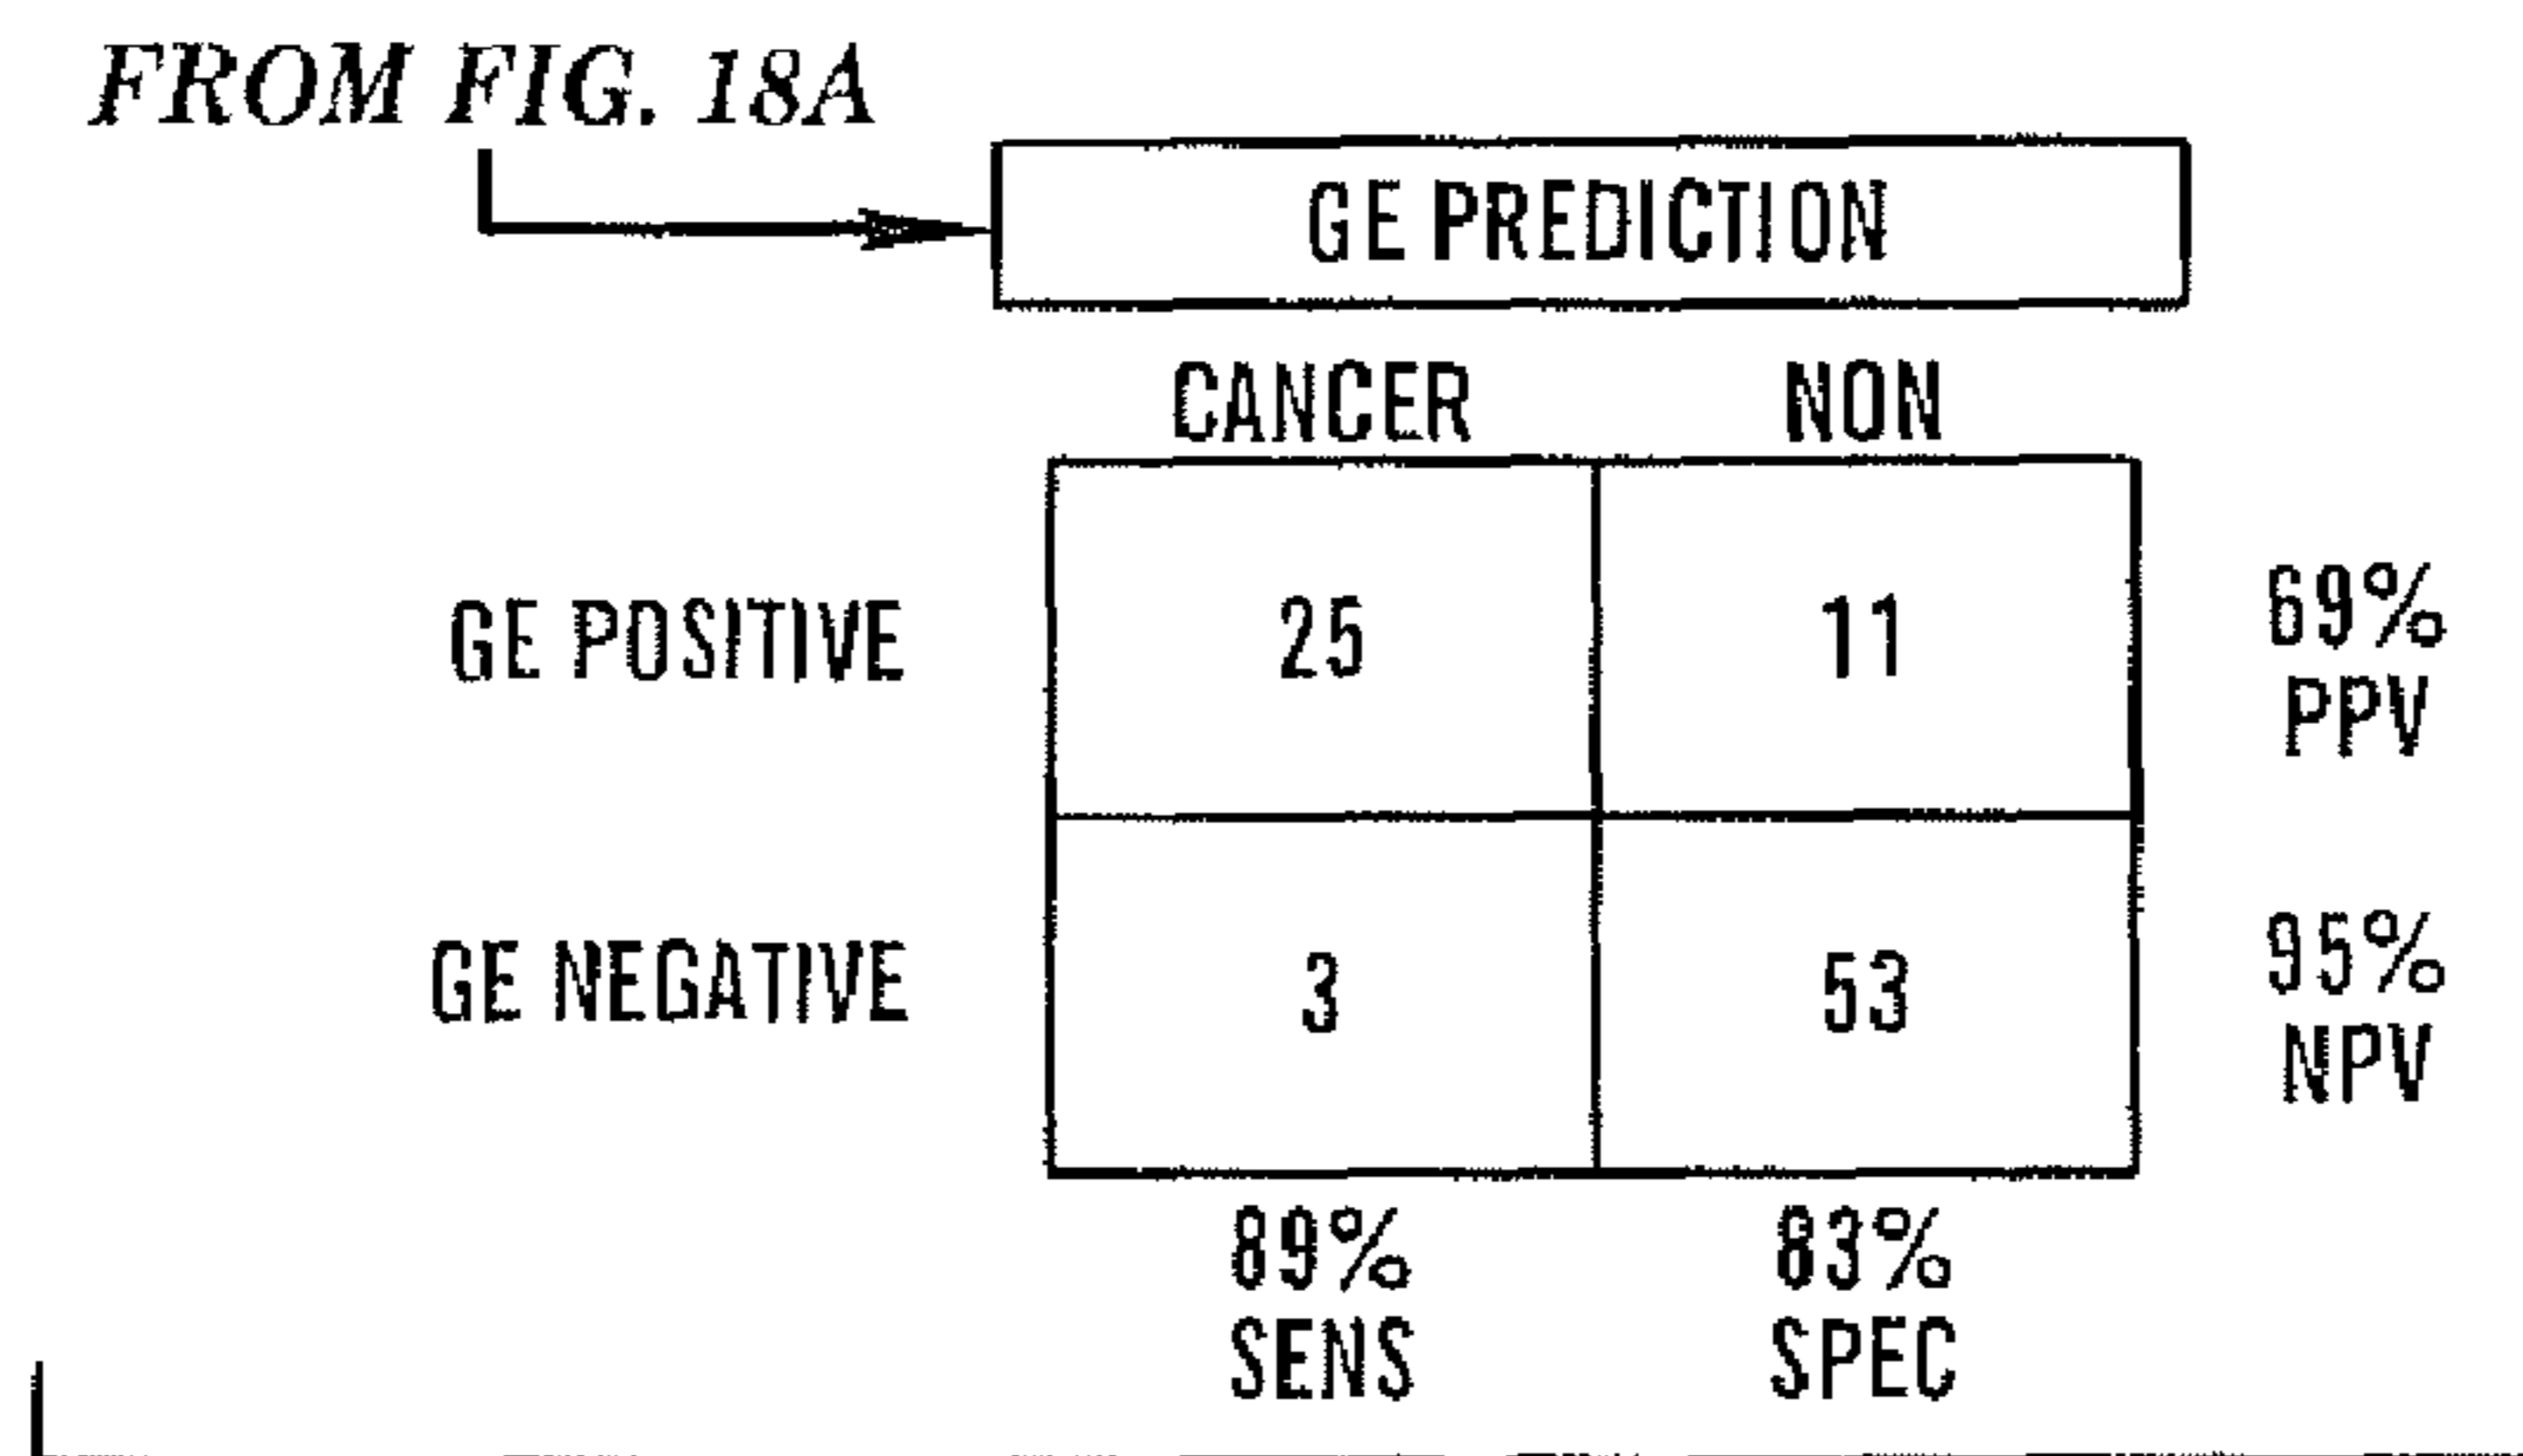 FROM FIG. 18A
GE PREDICTION
CANCER NON
GE POSITIVE 25 11 69%
PPV
GE NEGATIVE 3 53 95%
NPV
89% 83%
SENS SPEC